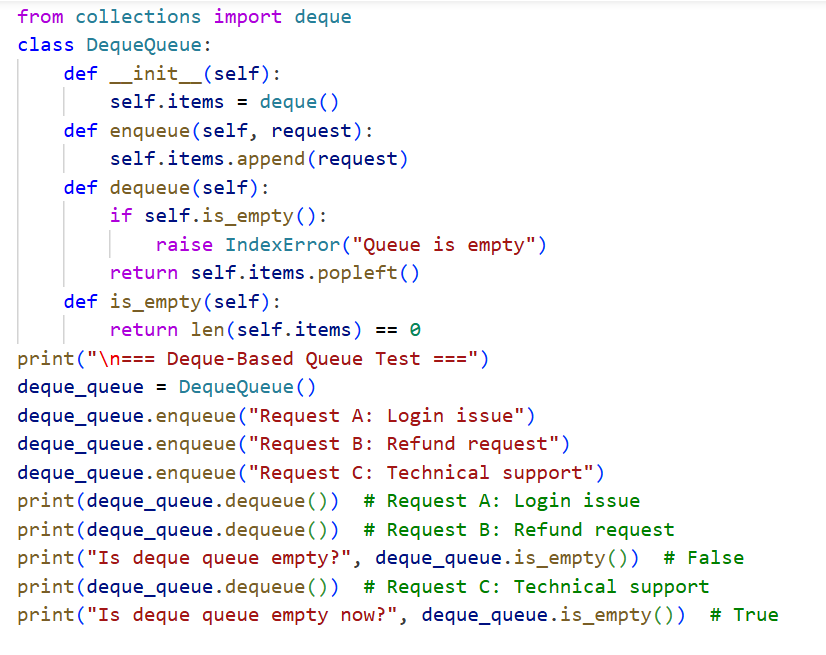 from collections import deque
class DequeQueue:
    def __init__(self):
        self.items = deque()
    def enqueue(self, request):
        self.items.append(request)
    def dequeue(self):
        if self.is_empty():
            raise IndexError("Queue is empty")
        return self.items.popleft()
    def is_empty(self):
        return len(self.items) == 0
print("\n=== Deque-Based Queue Test ===")
deque_queue = DequeQueue()
deque_queue.enqueue("Request A: Login issue")
deque_queue.enqueue("Request B: Refund request")
deque_queue.enqueue("Request C: Technical support")
print(deque_queue.dequeue())  # Request A: Login issue
print(deque_queue.dequeue())  # Request B: Refund request
print("Is deque queue empty?", deque_queue.is_empty())  # False
print(deque_queue.dequeue())  # Request C: Technical support
print("Is deque queue empty now?", deque_queue.is_empty())  # True